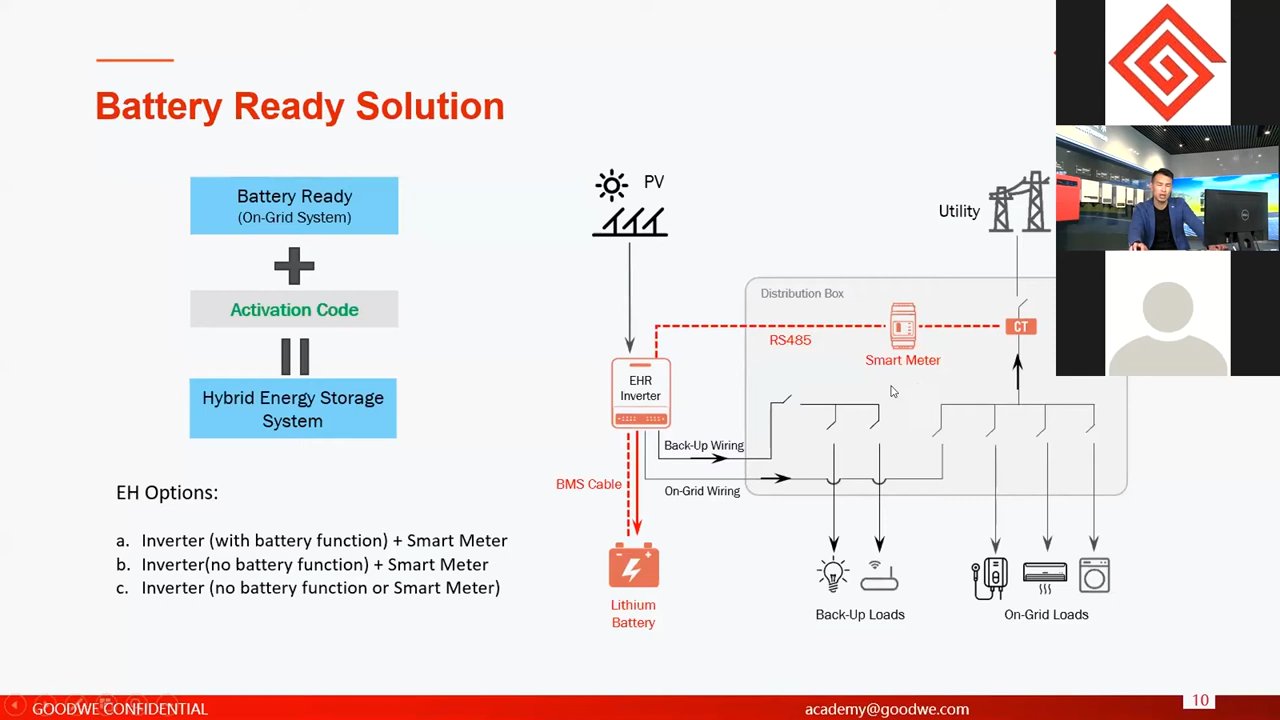 Battery Ready Solution
Battery Ready
(On-Grid System)
Activation Code
Hybrid Energy Storage
System
EH Options:
a. Inverter (with battery function) + Smart Meter
b. Inverter(no battery function) + Smart Meter
c. Inverter (no battery function or Smart Meter)
PV
Utility
Distribution Box
CT
RS485
Smart Meter
EHR
Inverter
Back-Up Wiring
BMS Cable
On-Grid Wiring
Lithium
Battery
Back-Up Loads
On-Grid Loads
GOODWE CONFIDENTIAL
academy@goodwe.com
10